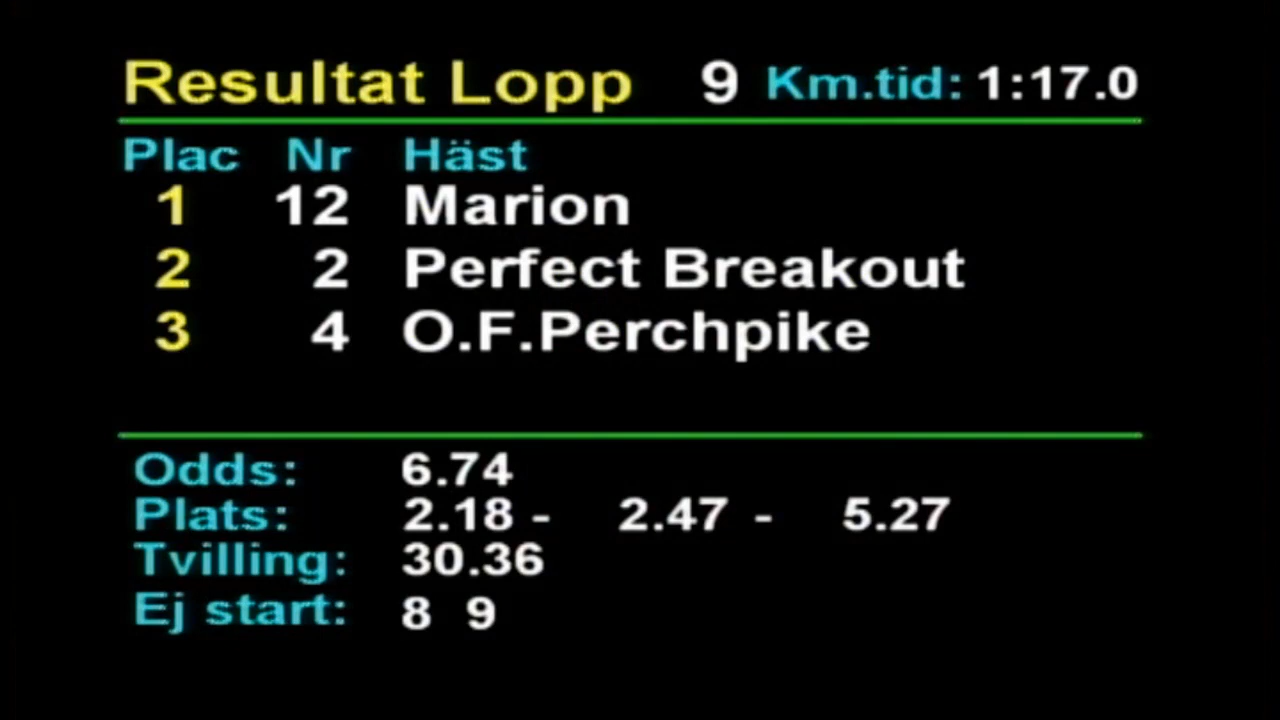 Resultat Lopp 9 Km.tid: 1:17.0
Plac Nr Häst
1 12 Marion
2 2 Perfect Breakout
3 4 O.F.Perchpike
Odds: 6.74
Plats: 2.18 - 2.47 - 5.27
Tvilling: 30.36
Ej start: 8 9